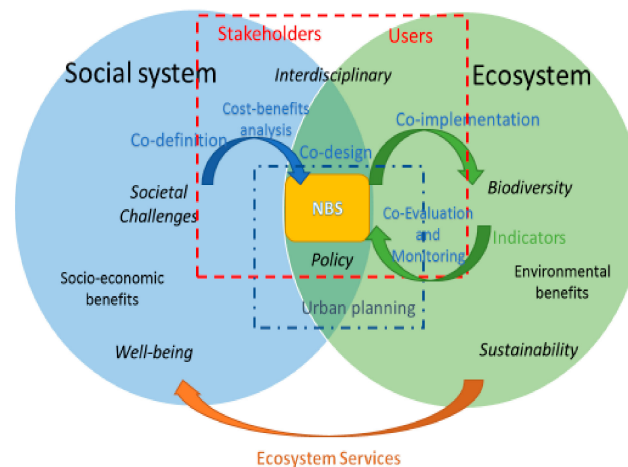 Stakeholders
Users
Social system
Interdisciplinary
Ecosystem
Cost-benefits
analysis
Co-implementation
Co-definition
Co-design
Societal
Challenges
NBS
Biodiversity
Co-Evaluation
and
Monitoring
Indicators
Policy
Socio-economic
benefits
Environmental
benefits
Urban planning
Well-being
Sustainability
Ecosystem Services